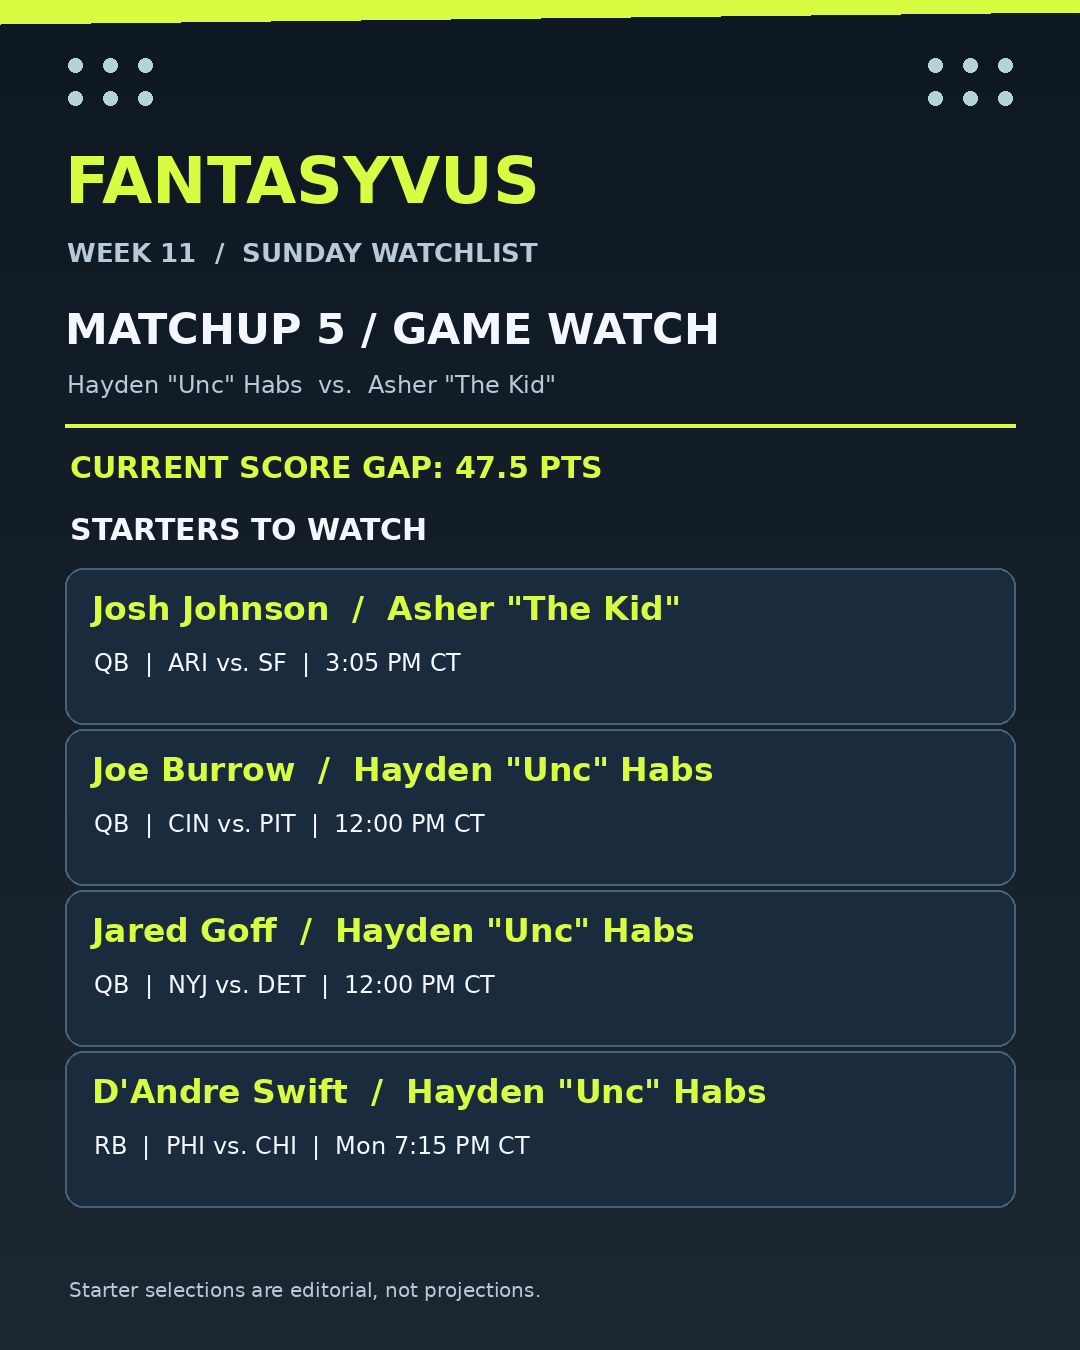 FANTASYVUS
WEEK 11 / SUNDAY WATCHLIST
MATCHUP 5 / GAME WATCH
Hayden "Unc" Habs vs. Asher "The Kid"
CURRENT SCORE GAP: 47.5 PTS
STARTERS TO WATCH
Josh Johnson / Asher "The Kid"
QB | ARI vs. SF | 3:05 PM CT
Joe Burrow / Hayden "Unc" Habs
QB | CIN vs. PIT | 12:00 PM CT
Jared Goff / Hayden "Unc" Habs
QB | NYJ vs. DET | 12:00 PM CT
D'Andre Swift / Hayden "Unc" Habs
RB | PHI vs. CHI | Mon 7:15 PM CT
Starter selections are editorial, not projections.